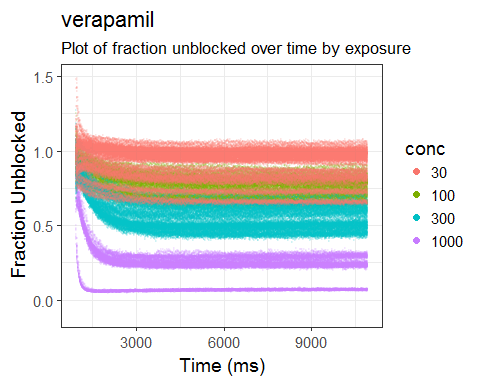 verapamil
Plot of fraction unblocked over time by exposure
1.5
1.0
0.5
0.0
Fraction Unblocked
3000 6000 9000
Time (ms)
conc
30
100
300
1000